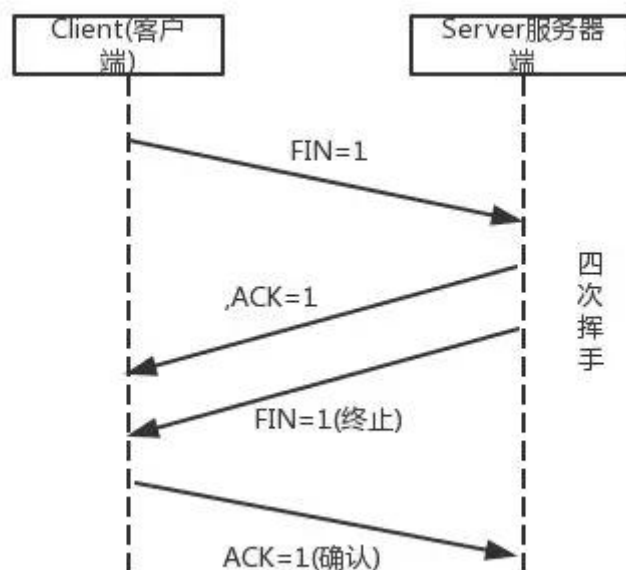 Client(客户
端)
Server服务器
端
FIN=1
,ACK=1
FIN=1(终止)
ACK=1(确认)
四
次
挥
手